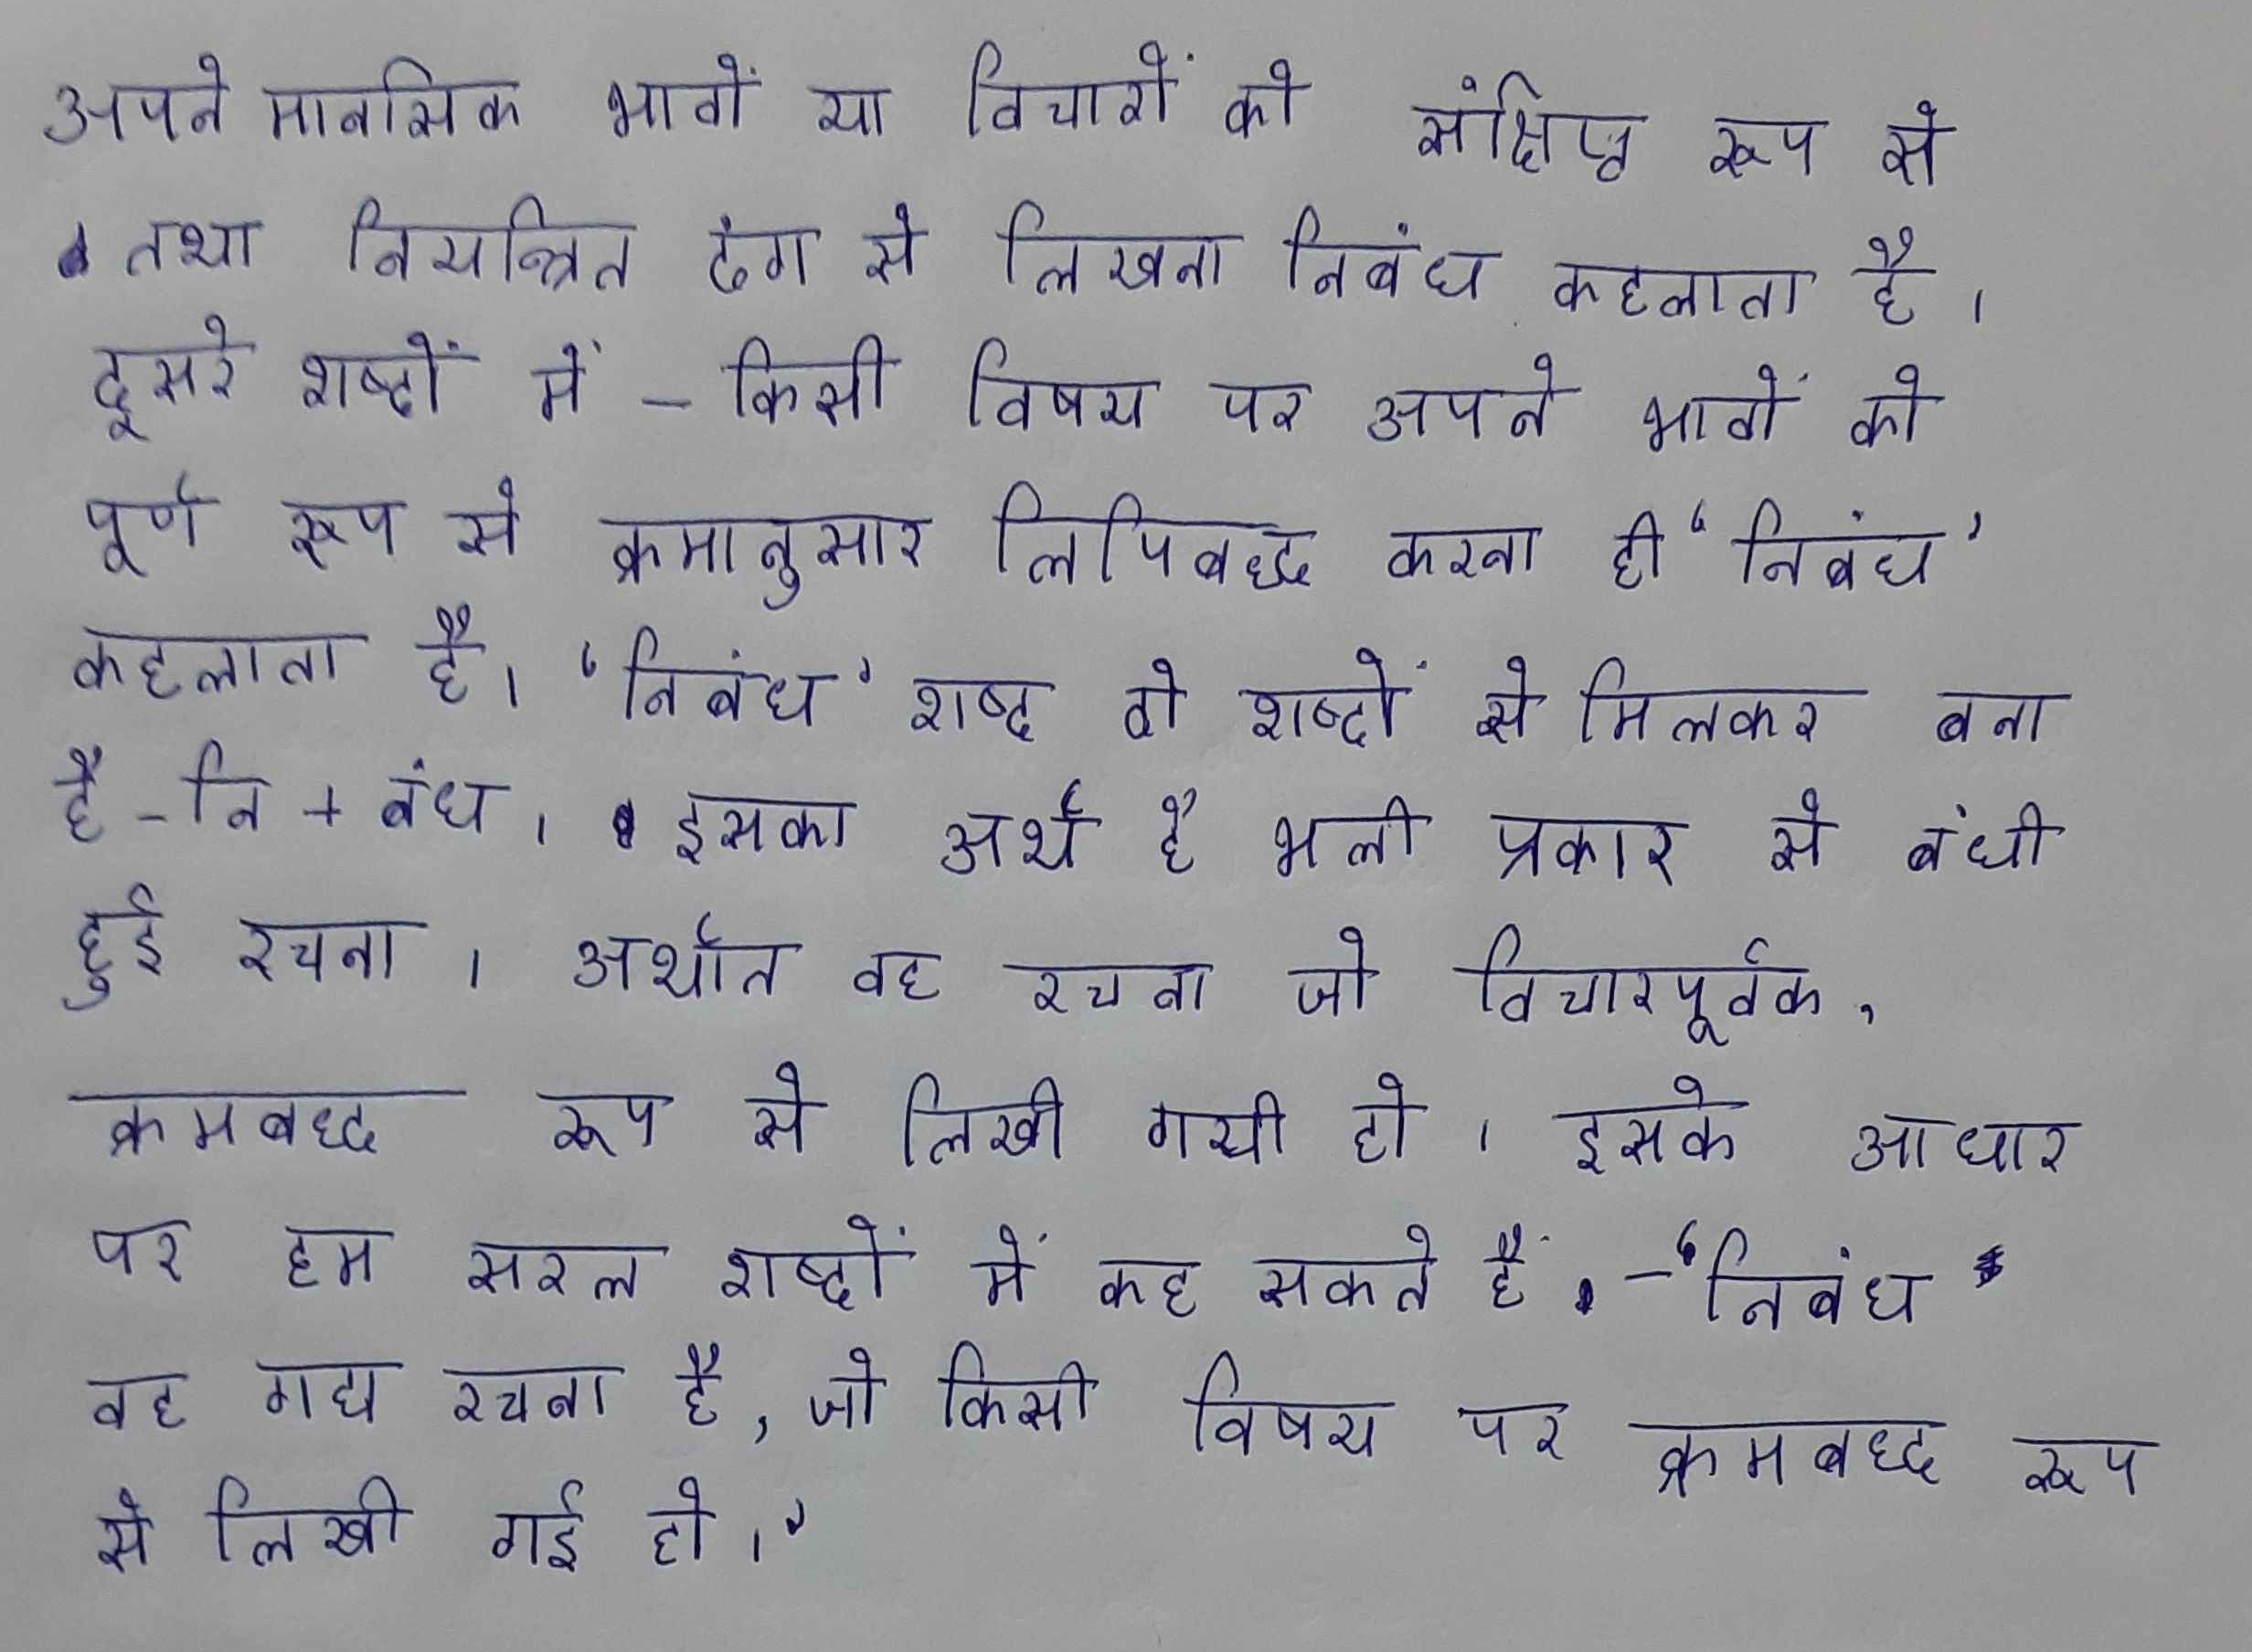 अपने मानसिक भावों या विचारों को संक्षिप्त रूप से
तथा नियन्त्रित ढंग से लिखना निबंध कहलाता है।
दूसरे शब्दों में - किसी विषय पर अपने भावों को
पूर्ण रूप से क्रमानुसार लिपिबद्ध करना ही 'निबंध'
कहलाता है। 'निबंध' शब्द दो शब्दों से मिलकर बना
है - नि + बंध। इसका अर्थ है भली प्रकार से बंधी
हुई रचना। अर्थात वह रचना जो विचारपूर्वक,
क्रमबद्ध रूप से लिखी गयी हो। इसके आधार
पर हम सरल शब्दों में कह सकते हैं - 'निबंध
वह गद्य रचना है, जो किसी विषय पर क्रमबद्ध रूप
से लिखी गई हो।'